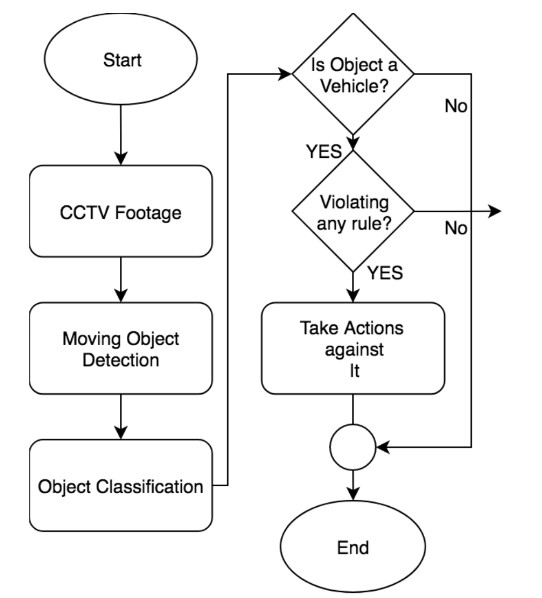 Start
CCTV Footage
Moving Object
Detection
Object Classification
Is Object a
Vehicle?
No
YES
Violating
any rule?
No
YES
Take Actions
against
It
End